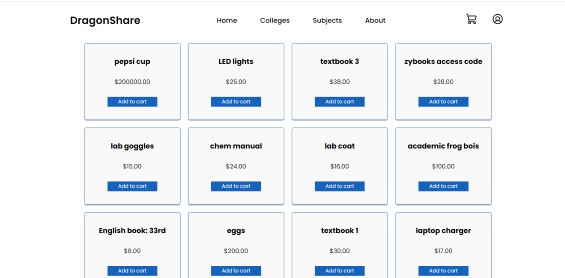 DragonShare Home Colleges Subjects About
pepsi cup LED lights textbook 3 zybooks access code
$200000.00 $25.00 $38.00 $28.00
Add to cart Add to cart Add to cart Add to cart
lab goggles chem manual lab coat academic frog bois
$15.00 $24.00 $16.00 $100.00
Add to cart Add to cart Add to cart Add to cart
English book: 33rd eggs textbook 1 laptop charger
$8.00 $200.00 $30.00 $17.00
Add to cart Add to cart Add to cart Add to cart